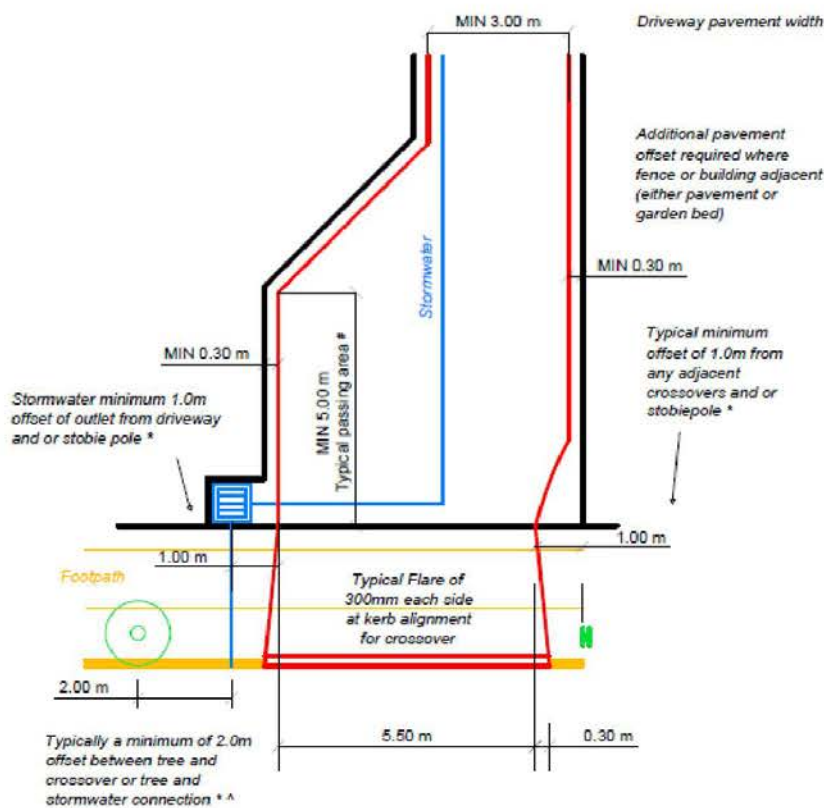 MIN 3.00 m
Driveway pavement width
Additional pavement
offset required where
fence or building adjacent
(either pavement or
garden bed)
Stormwater
MIN 0.30 m
MIN 0.30 m
Typical minimum
offset of 1.0m from
any adjacent
crossovers and or
stobiepole *
MIN 5.00 m
Typical passing area #
Stormwater minimum 1.0m
offset of outlet from driveway
and or stobie pole *
1.00 m
1.00 m
Footpath
Typical Flare of
300mm each side
at kerb alignment
for crossover
N
2.00 m
5.50 m
0.30 m
Typically a minimum of 2.0m
offset between tree and
crossover or tree and
stormwater connection * ^